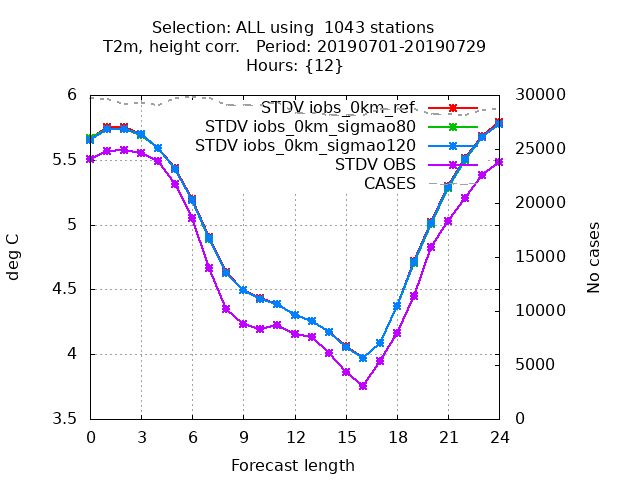 Selection: ALL using  1043 stations
T2m, height corr.   Period: 20190701-20190729
Hours: {12}
6
5.5
5
4.5
4
3.5
30000
25000
20000
15000
10000
5000
0
STDV iobs_0km_ref
STDV iobs_0km_sigmao80
STDV iobs_0km_sigmao120
STDV OBS
CASES
deg C
No cases
0 3 6 9 12 15 18 21 24
Forecast length